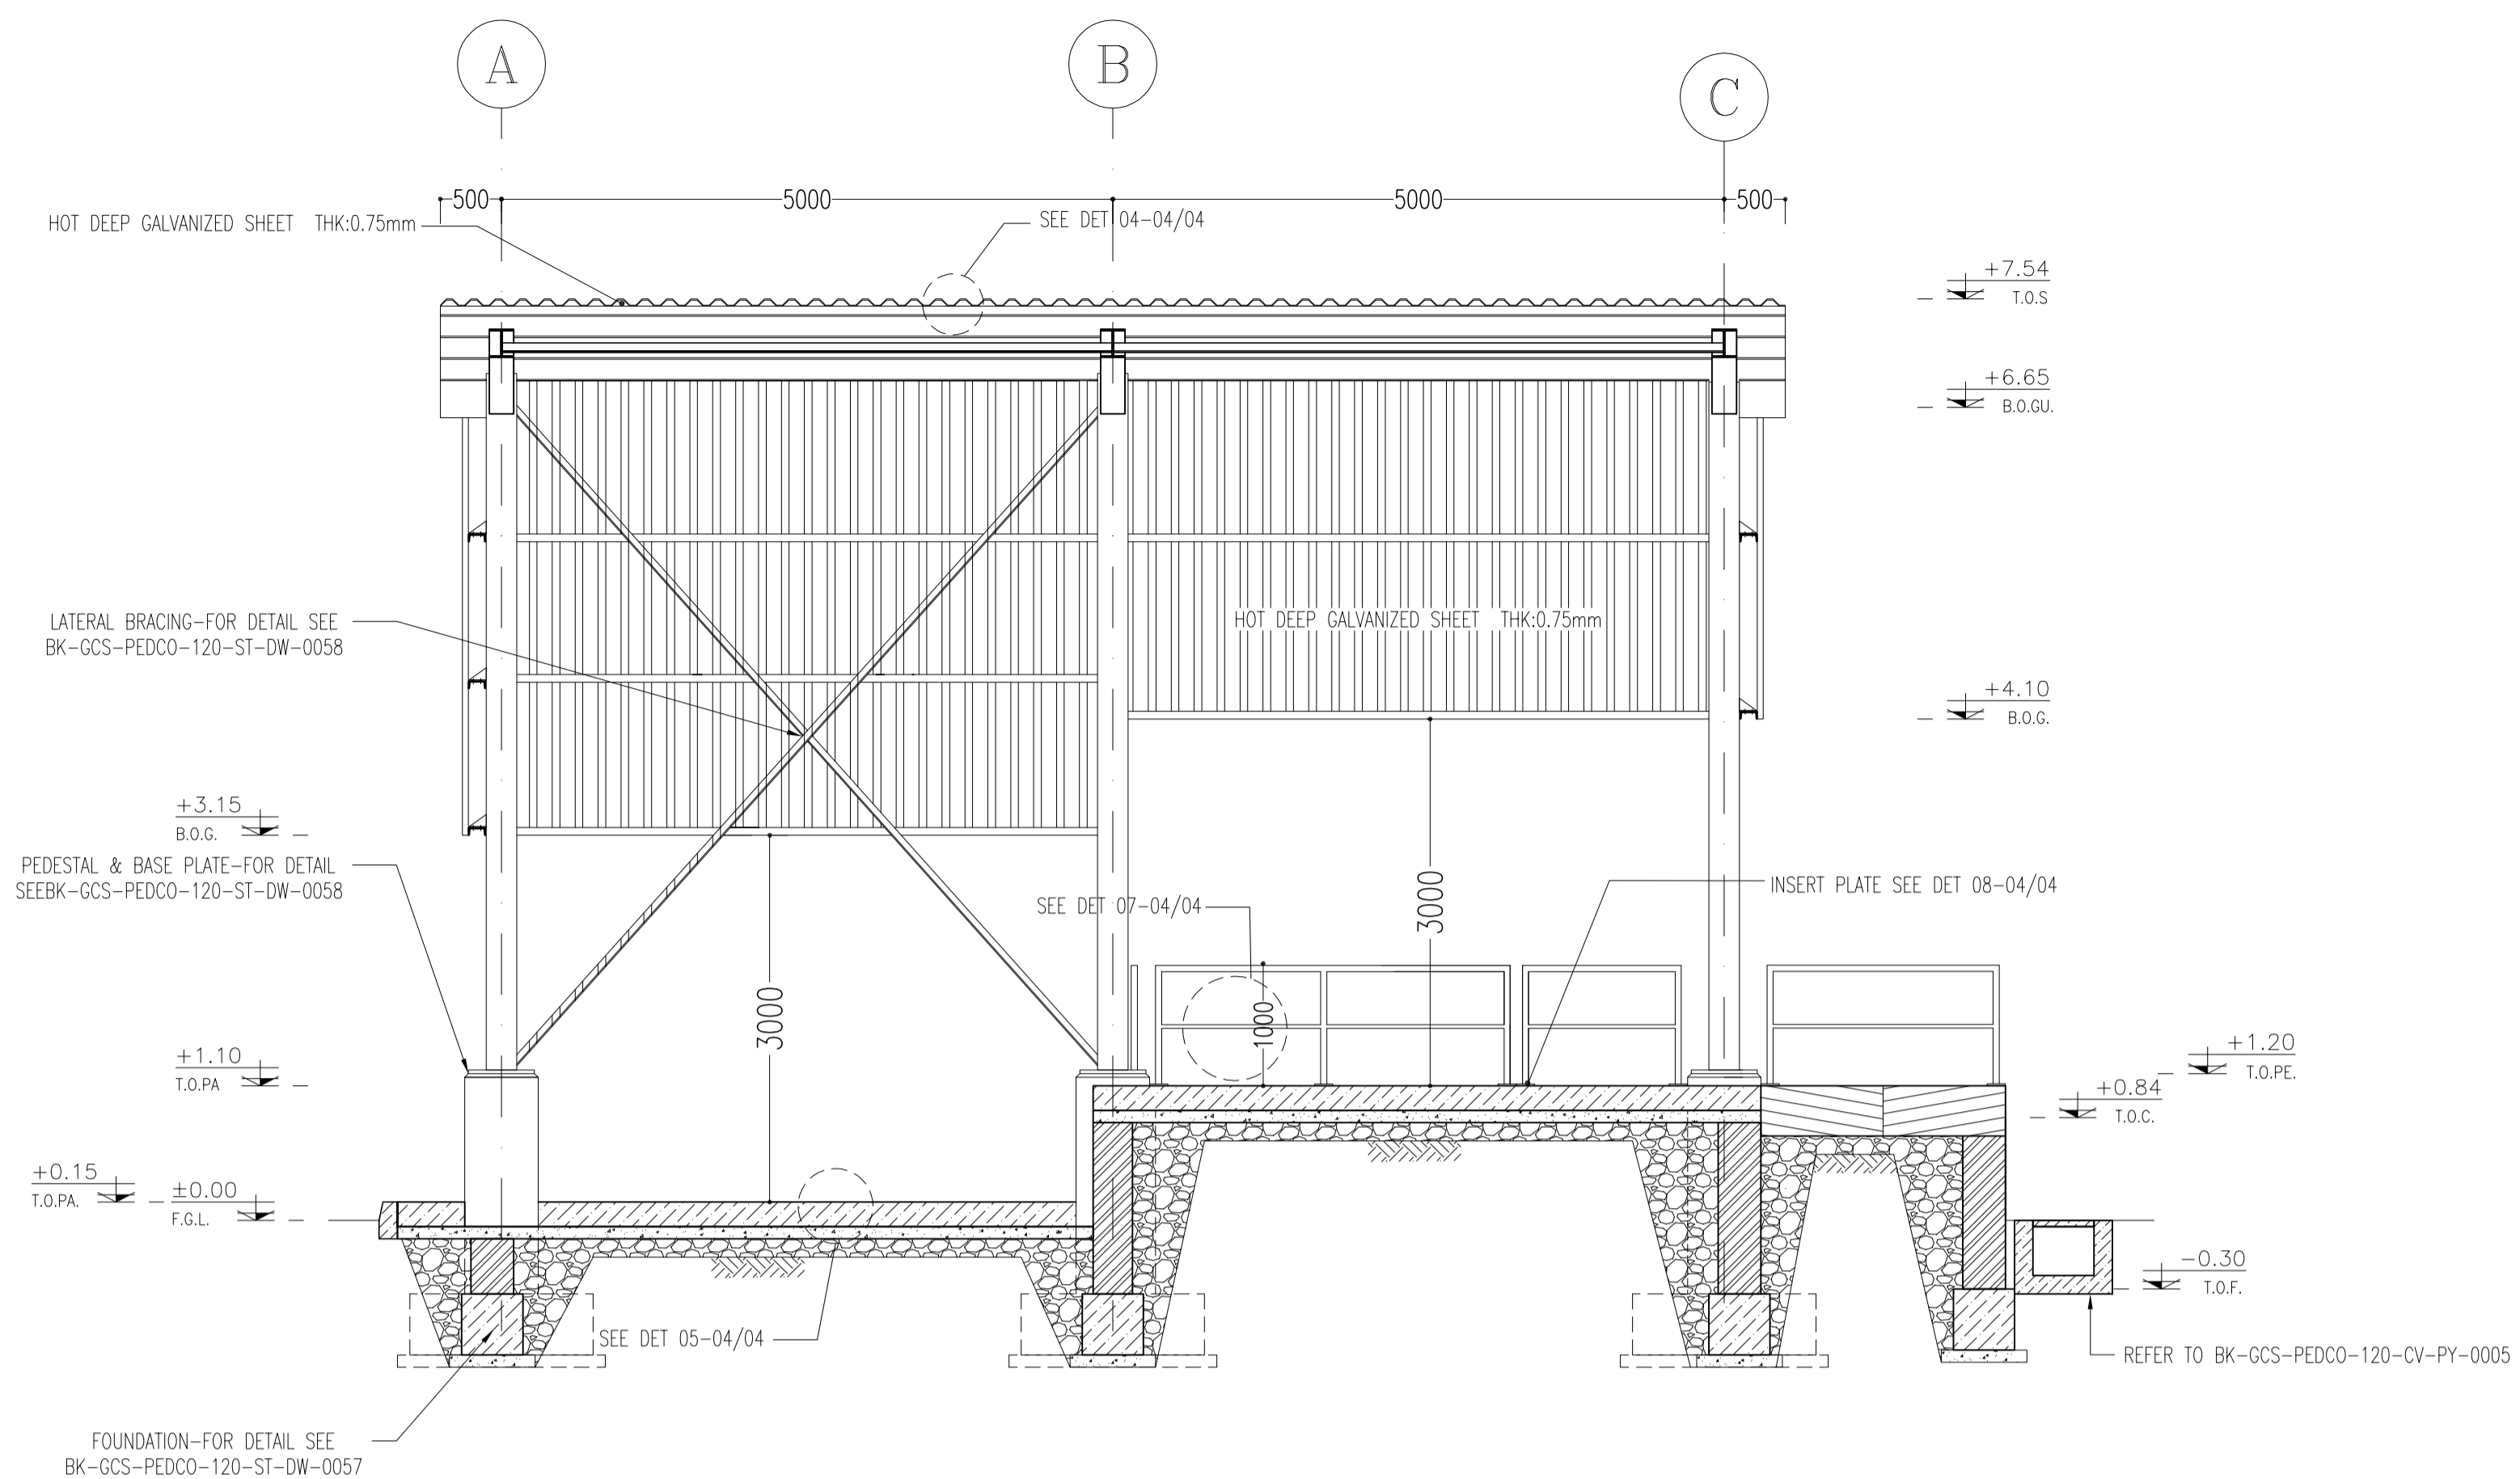 A
B
C
500
5000
5000
500
HOT DEEP GALVANIZED SHEET THK:0.75mm
SEE DET 04-04/04
+7.54
T.O.S
+6.65
B.O.GU.
LATERAL BRACING-FOR DETAIL SEE
BK-GCS-PEDCO-120-ST-DW-0058
HOT DEEP GALVANIZED SHEET THK:0.75mm
+4.10
B.O.G.
+3.15
B.O.G.
PEDESTAL & BASE PLATE-FOR DETAIL
SEEBK-GCS-PEDCO-120-ST-DW-0058
SEE DET 07-04/04
3000
INSERT PLATE SEE DET 08-04/04
3000
1000
+1.10
T.O.PA
+1.20
T.O.PE.
+0.84
T.O.C.
+0.15
T.O.PA.
±0.00
F.G.L.
-0.30
T.O.F.
SEE DET 05-04/04
REFER TO BK-GCS-PEDCO-120-CV-PY-0005
FOUNDATION-FOR DETAIL SEE
BK-GCS-PEDCO-120-ST-DW-0057